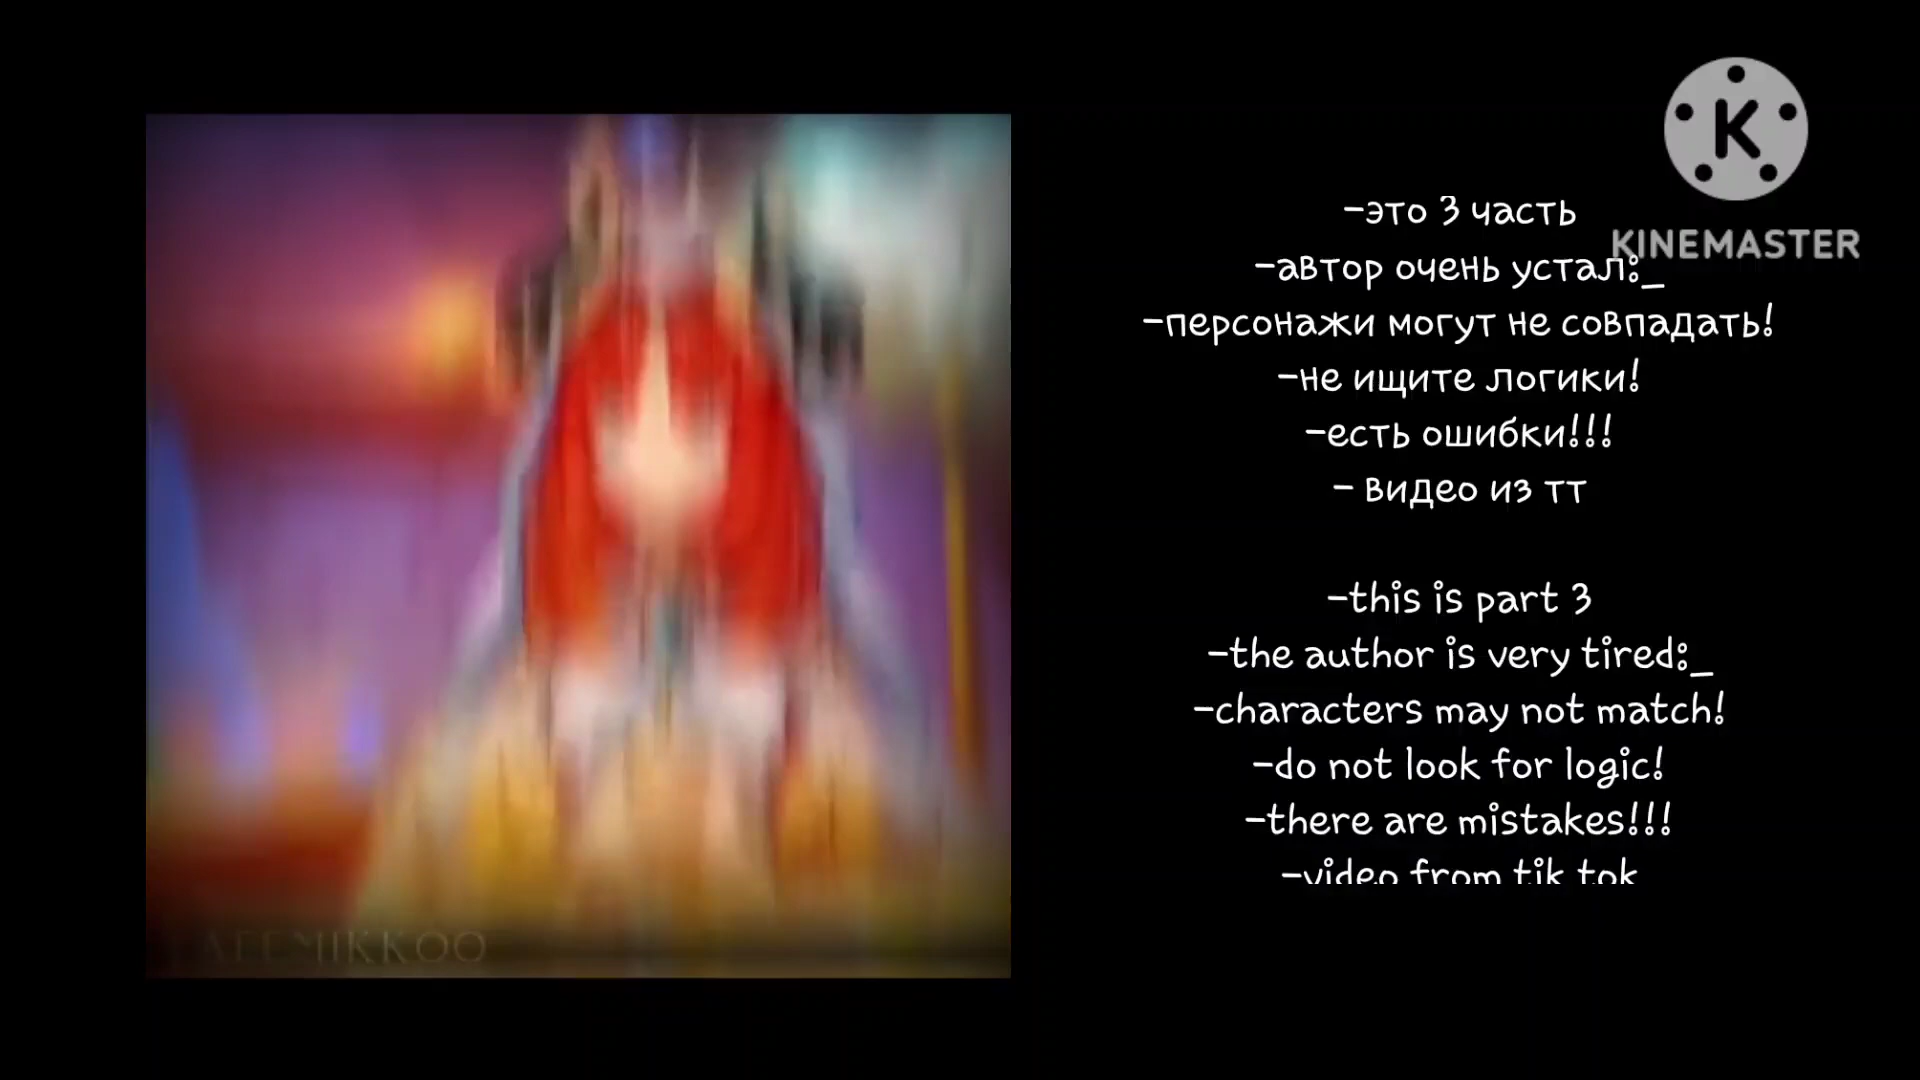 -это 3 часть
-автор очень устал:_
-персонажи могут не совпадать!
-не ищите логики!
-есть ошибки!!!
- видео из тт
-this is part 3
-the author is very tired:_
-characters may not match!
-do not look for logic!
-there are mistakes!!!
-video from tik tok
KINEMASTER